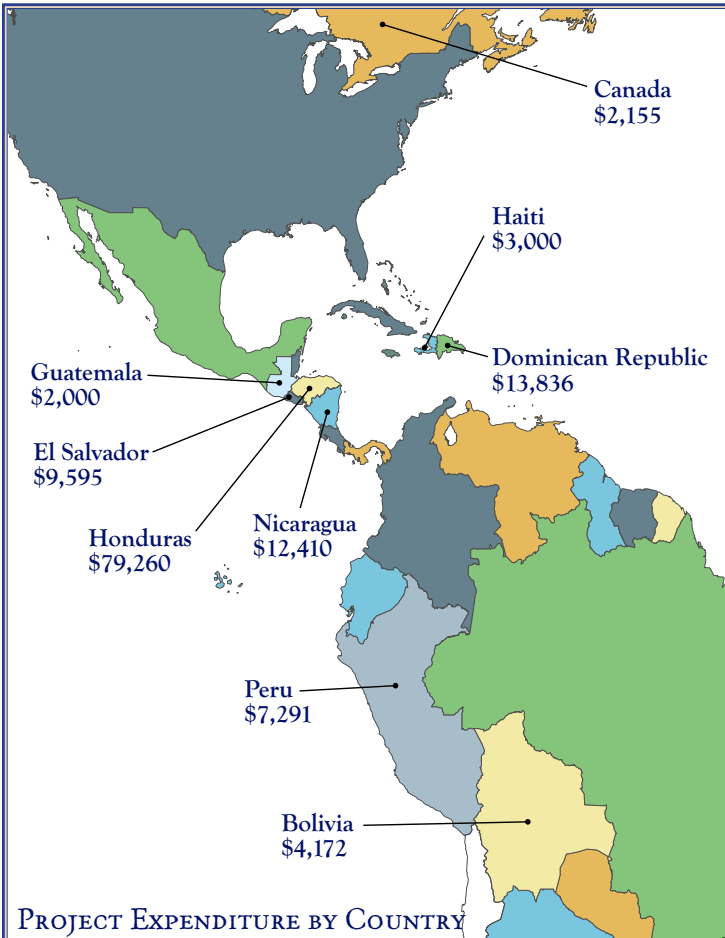 Canada
$2,155
Haiti
$3,000
Dominican Republic
$13,836
Guatemala
$2,000
El Salvador
$9,595
Honduras
$79,260
Nicaragua
$12,410
Peru
$7,291
Bolivia
$4,172
Project Expenditure by Country